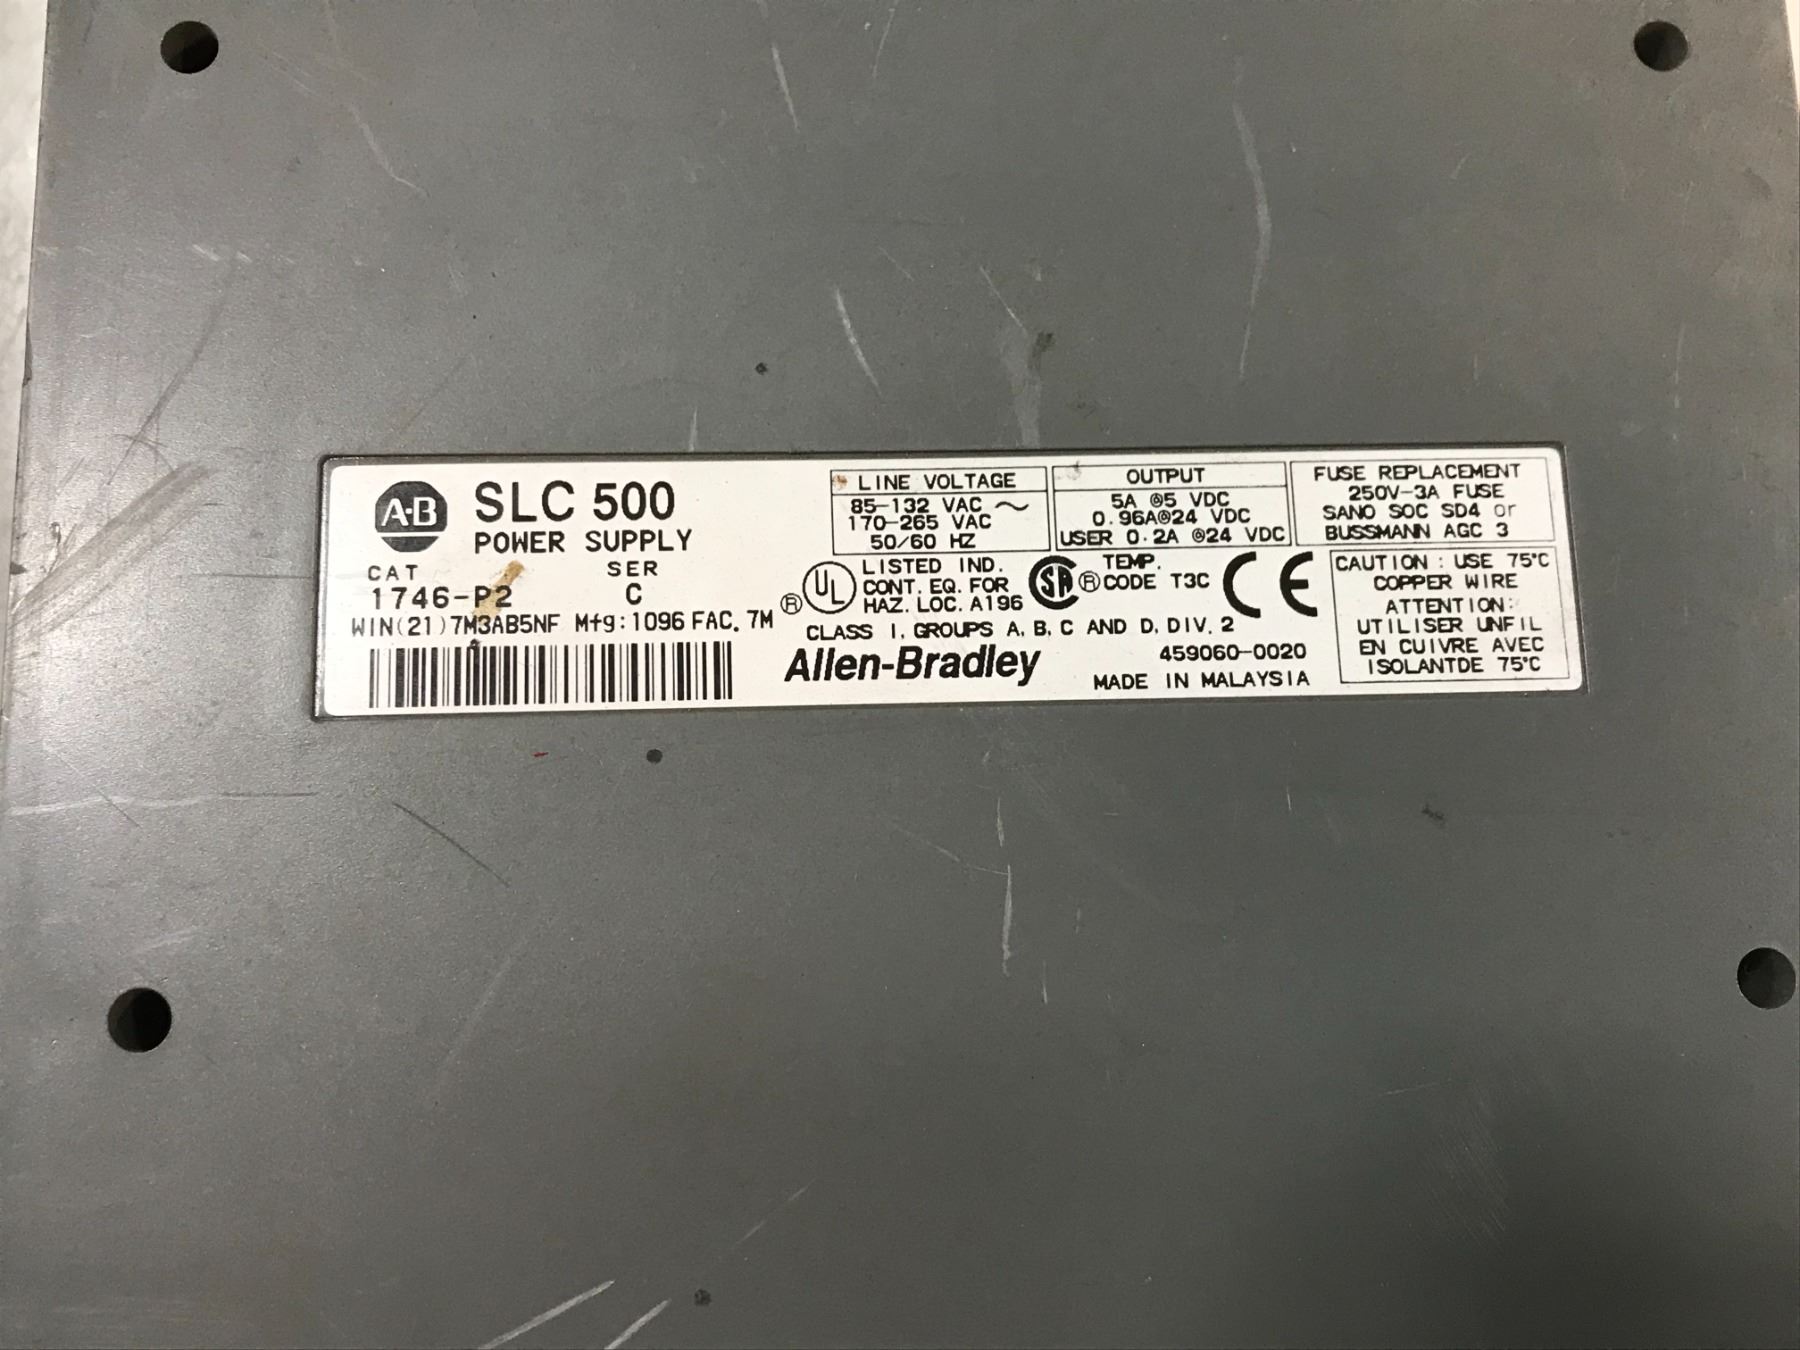 A-B
SLC 500
POWER SUPPLY
CAT SER
1746-P2 C
WIN(21)7M3AB5NF Mfg:1096 FAC. 7M
LINE VOLTAGE
85-132 VAC ~
170-265 VAC
50/60 HZ
OUTPUT
5A @5 VDC
0.96A@24 VDC
USER 0.2A @24 VDC
FUSE REPLACEMENT
250V-3A FUSE
SANO SOC SD4 or
BUSSMANN AGC 3
® UL
LISTED IND.
CONT. EQ. FOR
HAZ. LOC. A196
SA ®
TEMP.
CODE T3C
CE
CLASS I, GROUPS A, B, C AND D, DIV. 2
Allen-Bradley
459060-0020
MADE IN MALAYSIA
CAUTION : USE 75°C
COPPER WIRE
ATTENTION:
UTILISER UNFIL
EN CUIVRE AVEC
ISOLANTDE 75°C